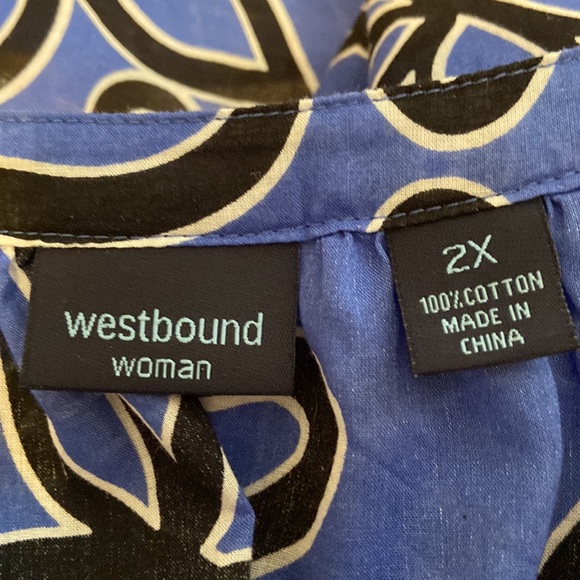 westbound
woman
2X
100% COTTON
MADE IN
CHINA